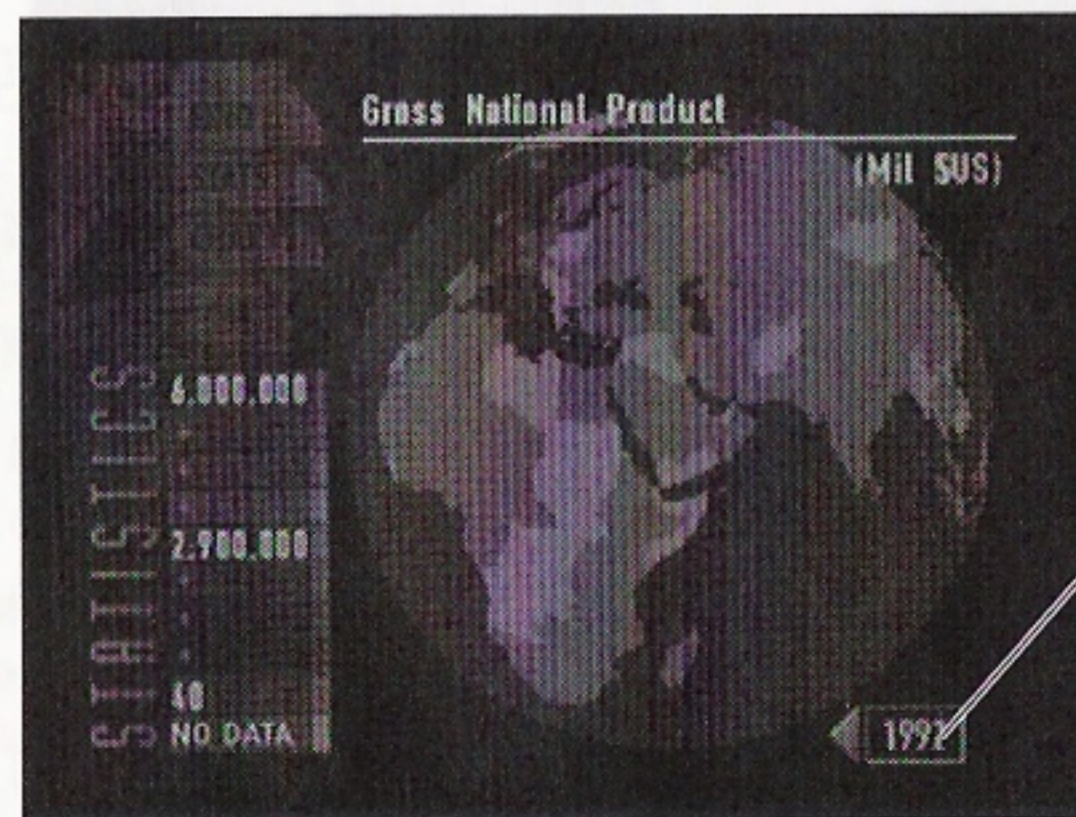 Gross National Product
(Mil $US)
STATISTICS
6.000.000
2.900.000
40
NO DATA
1992